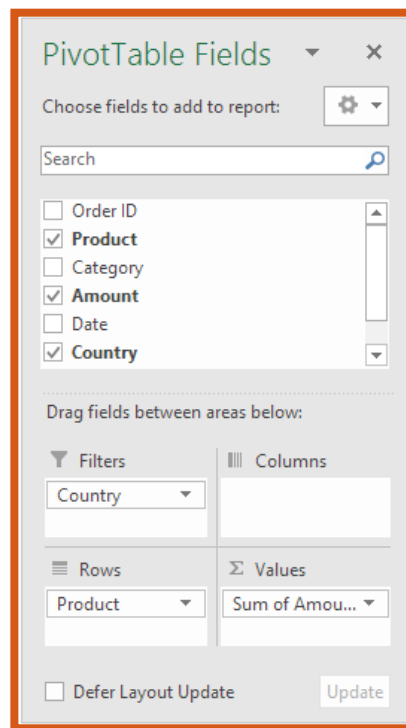 PivotTable Fields
Choose fields to add to report:
Search
Order ID
Product
Category
Amount
Date
Country
Drag fields between areas below:
Filters
Columns
Country
Rows
Σ Values
Product
Sum of Amou...
Defer Layout Update
Update